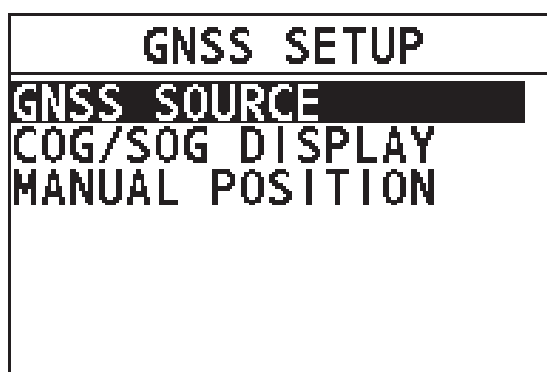 GNSS SETUP
GNSS SOURCE
COG/SOG DISPLAY
MANUAL POSITION